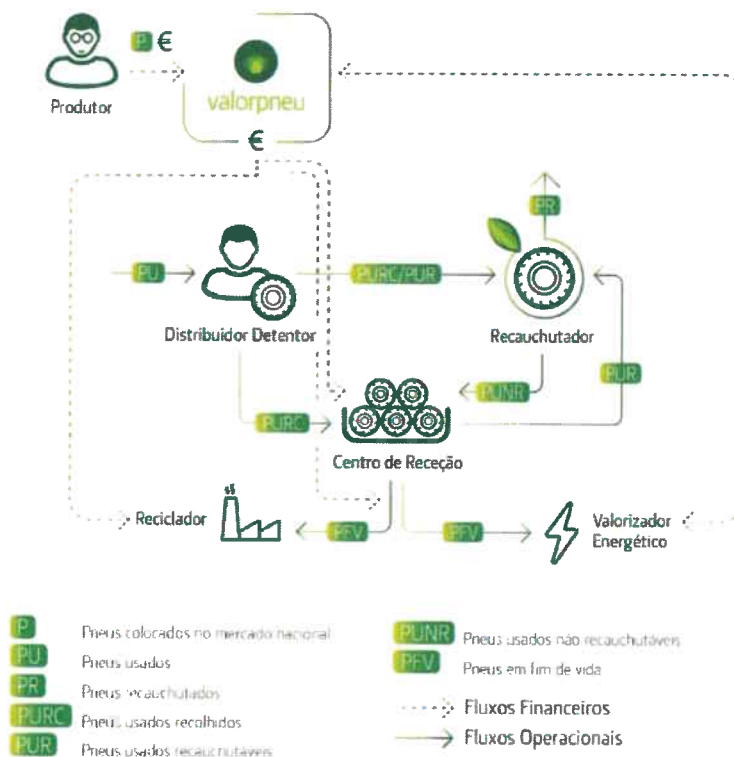 P €
Produtor
valorpneu
€
PR
PU
PURC/PUR
Distribuidor Detentor
Recauchutador
PUNR
PUR
PURC
Centro de Receção
Reciclador
PFV
PFV
Valorizador
Energético
P Pneus colocados no mercado nacional
PU Pneus usados
PR Pneus recauchutados
PURC Pneus usados recolhidos
PUR Pneus usados recauchutáveis
PUNR Pneus usados não recauchutáveis
PFV Pneus em fim de vida
Fluxos Financeiros
Fluxos Operacionais